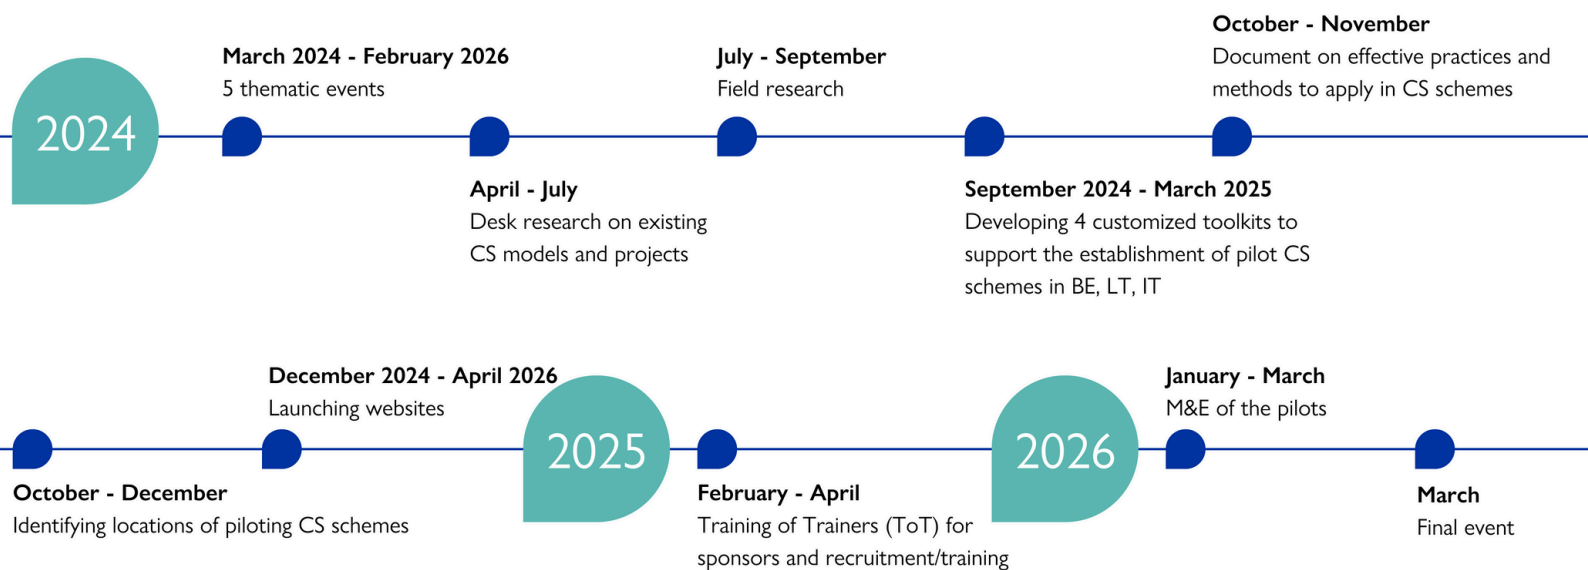 2024
March 2024 - February 2026
5 thematic events
April - July
Desk research on existing
CS models and projects
July - September
Field research
September 2024 - March 2025
Developing 4 customized toolkits to
support the establishment of pilot CS
schemes in BE, LT, IT
October - November
Document on effective practices and
methods to apply in CS schemes
October - December
Identifying locations of piloting CS schemes
December 2024 - April 2026
Launching websites
2025
February - April
Training of Trainers (ToT) for
sponsors and recruitment/training
2026
January - March
M&E of the pilots
March
Final event